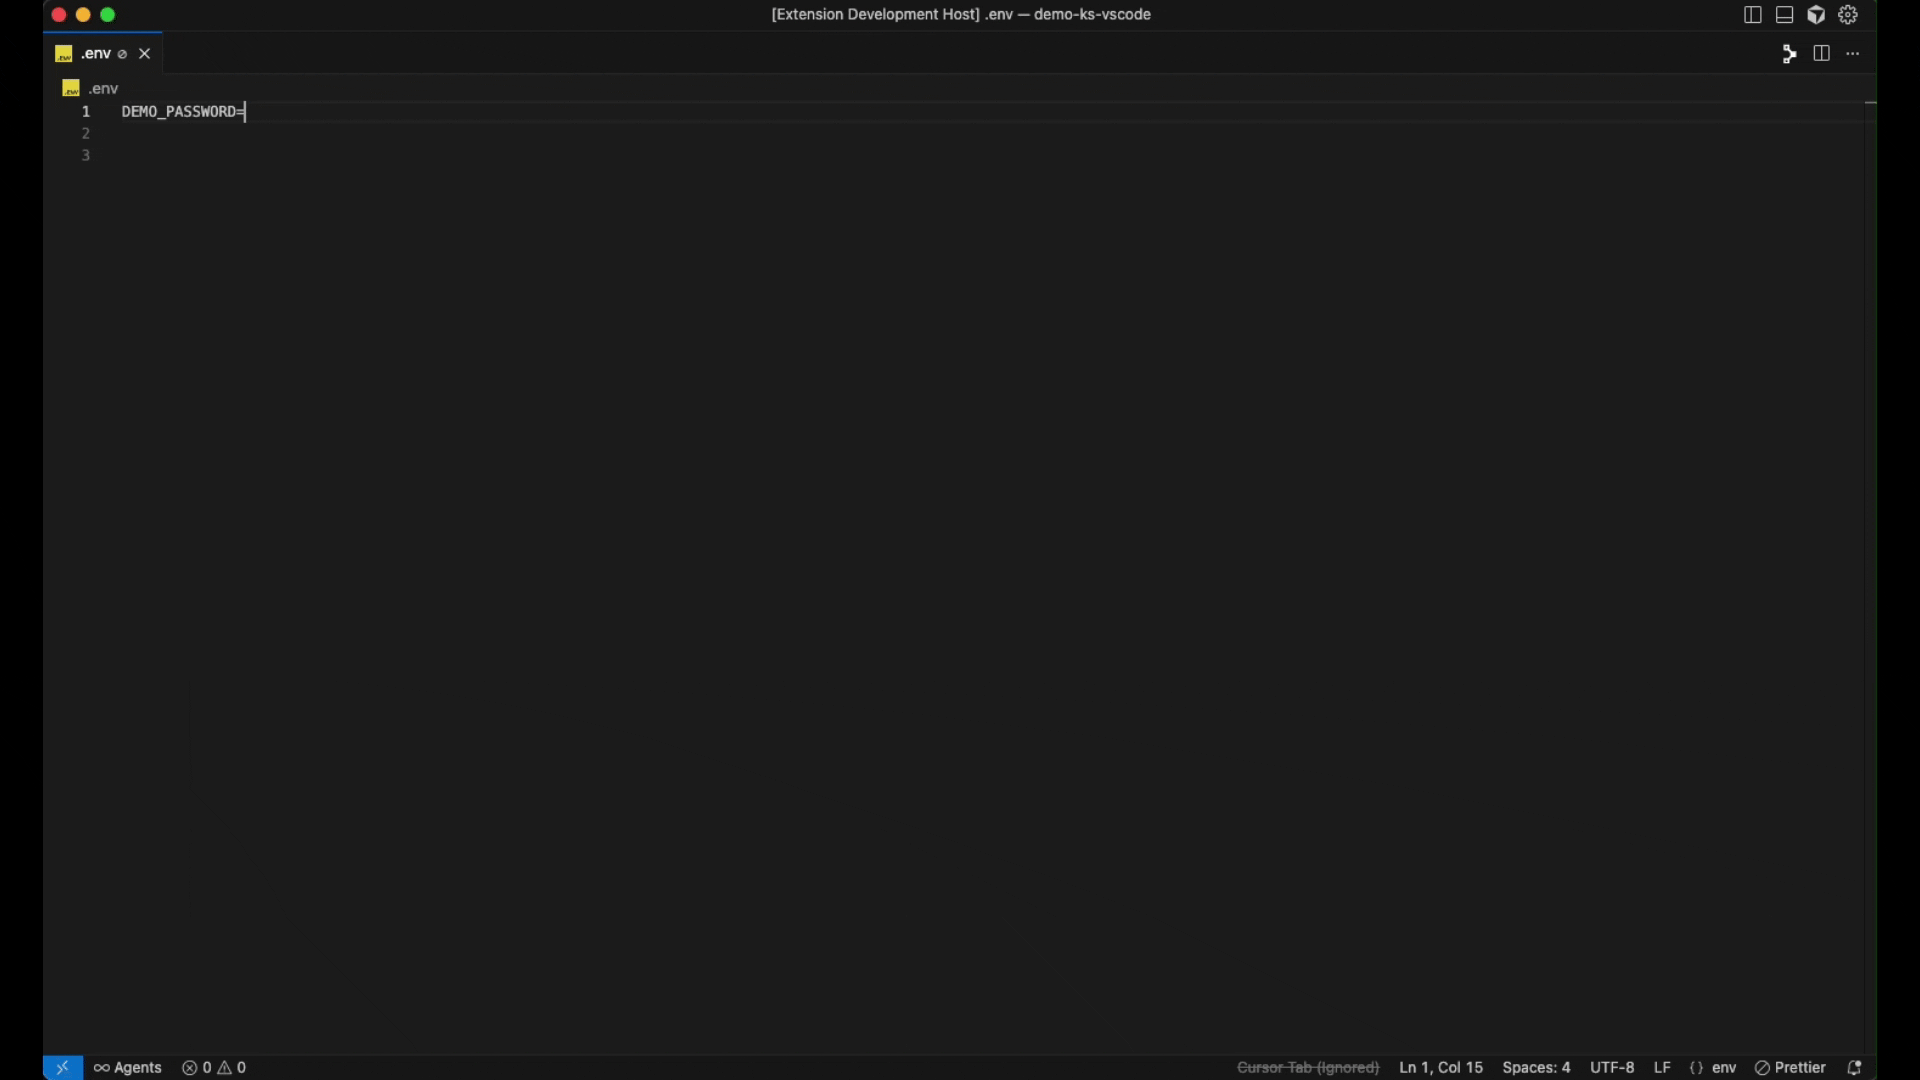 [Extension Development Host] .env — demo-ks-vscode
.env
.env
1 DEMO_PASSWORD=
2
3
Agents 0 0
Cursor Tab (Ignored) Ln 1, Col 15 Spaces: 4 UTF-8 LF {} env Prettier